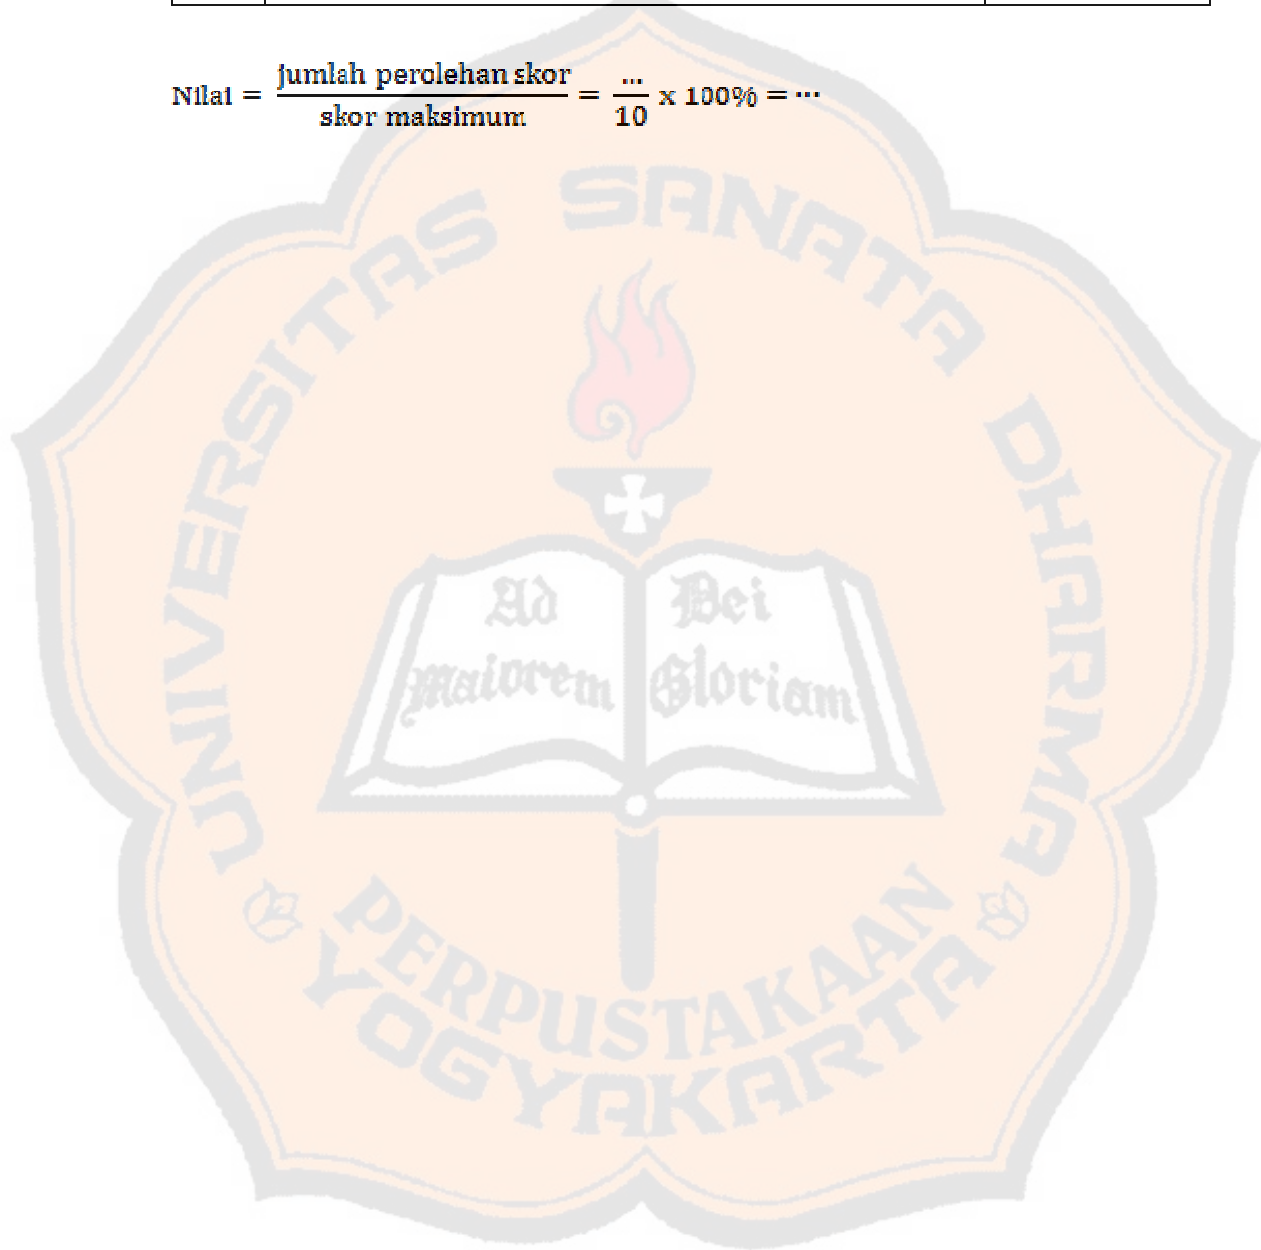 Nilai = jumlah perolehan skor / skor maksimum = ... / 10 x 100% = ...
UNIVERSITAS SANATA DHARMA
Ad
Dei
Maiorem
Gloriam
PERPUSTAKAAN
YOGYAKARTA